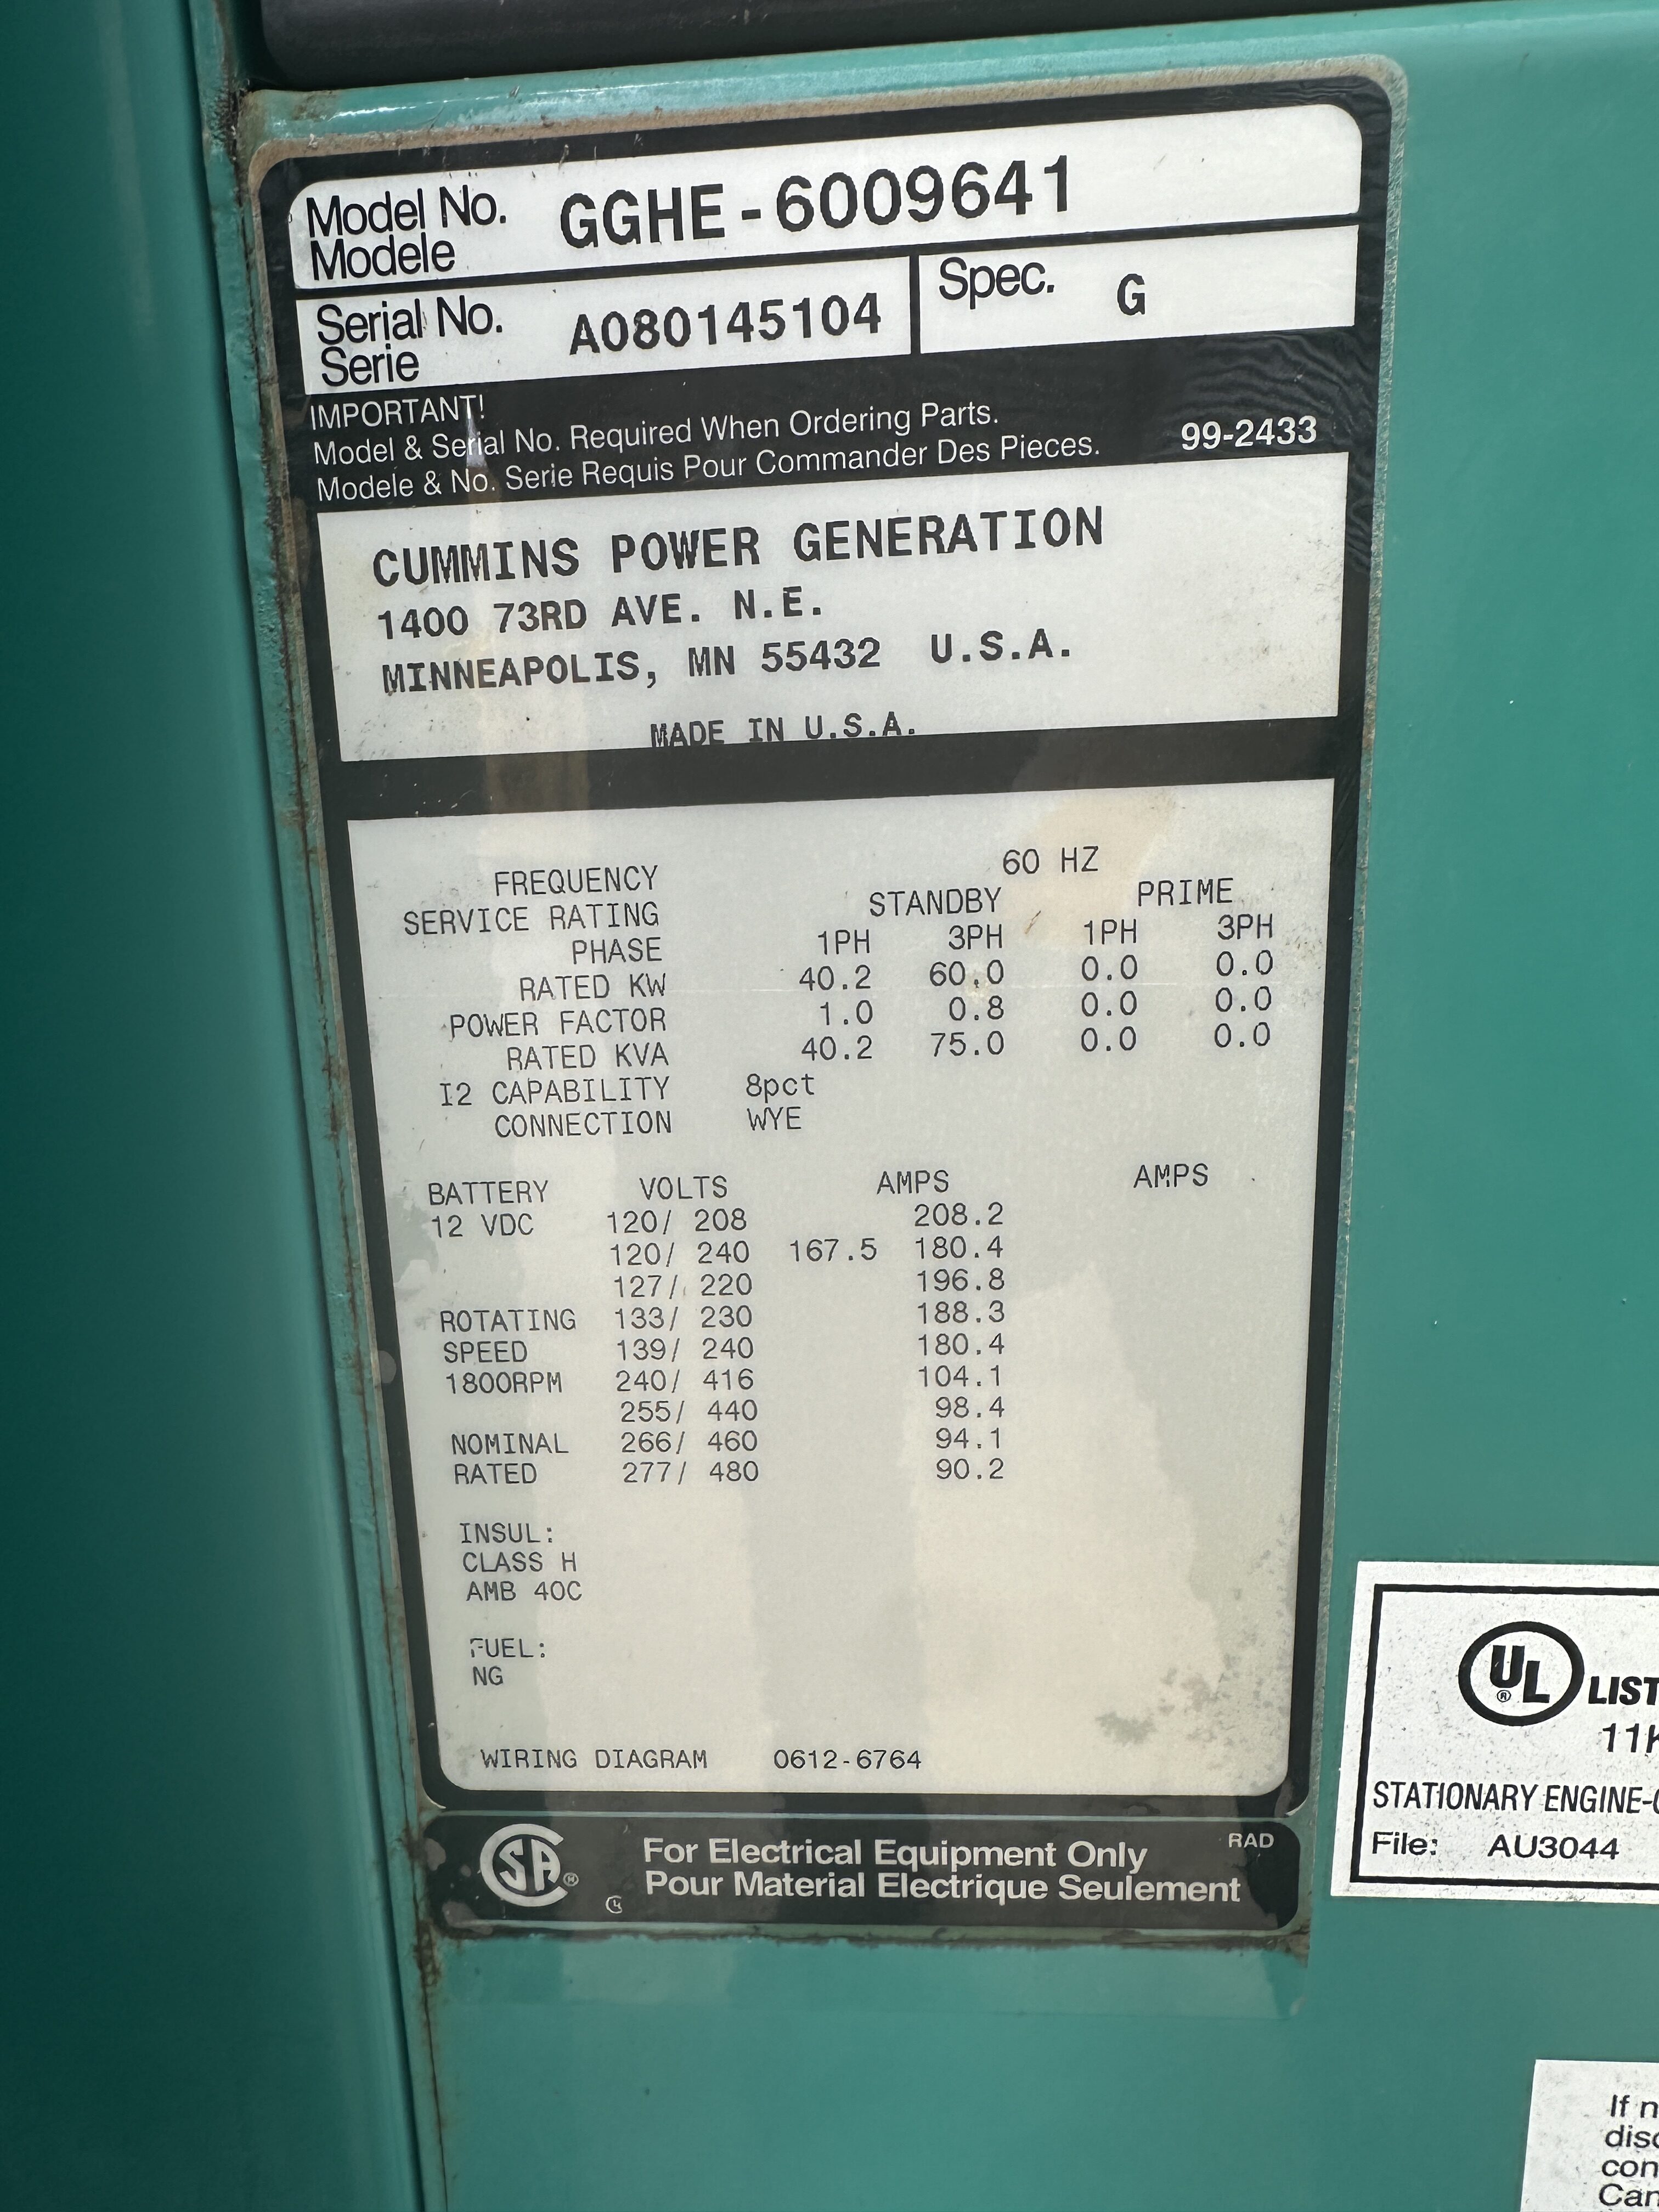 Model No. GGHE-6009641
Modele
Serial No. A080145104 Spec. G
Serie
IMPORTANT!
Model & Serial No. Required When Ordering Parts.
Modele & No. Serie Requis Pour Commander Des Pieces. 99-2433
CUMMINS POWER GENERATION
1400 73RD AVE. N.E.
MINNEAPOLIS, MN 55432 U.S.A.
MADE IN U.S.A.
FREQUENCY 60 HZ
SERVICE RATING STANDBY PRIME
PHASE 1PH 3PH 1PH 3PH
RATED KW 40.2 60.0 0.0 0.0
POWER FACTOR 1.0 0.8 0.0 0.0
RATED KVA 40.2 75.0 0.0 0.0
I2 CAPABILITY 8pct
CONNECTION WYE
BATTERY VOLTS AMPS AMPS
12 VDC 120/ 208 208.2
120/ 240 167.5 180.4
127/ 220 196.8
ROTATING 133/ 230 188.3
SPEED 139/ 240 180.4
1800RPM 240/ 416 104.1
255/ 440 98.4
NOMINAL 266/ 460 94.1
RATED 277/ 480 90.2
INSUL:
CLASS H
AMB 40C
FUEL:
NG
WIRING DIAGRAM 0612-6764
SA ®
For Electrical Equipment Only RAD
Pour Material Electrique Seulement
UL ® LIST
11
STATIONARY ENGINE-
File: AU3044
If n
disc
con
Can